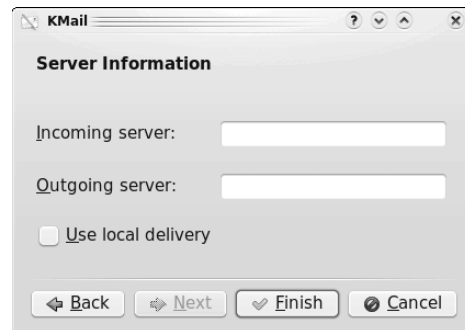 KMail
Server Information
Incoming server:
Outgoing server:
Use local delivery
Back Next Finish Cancel